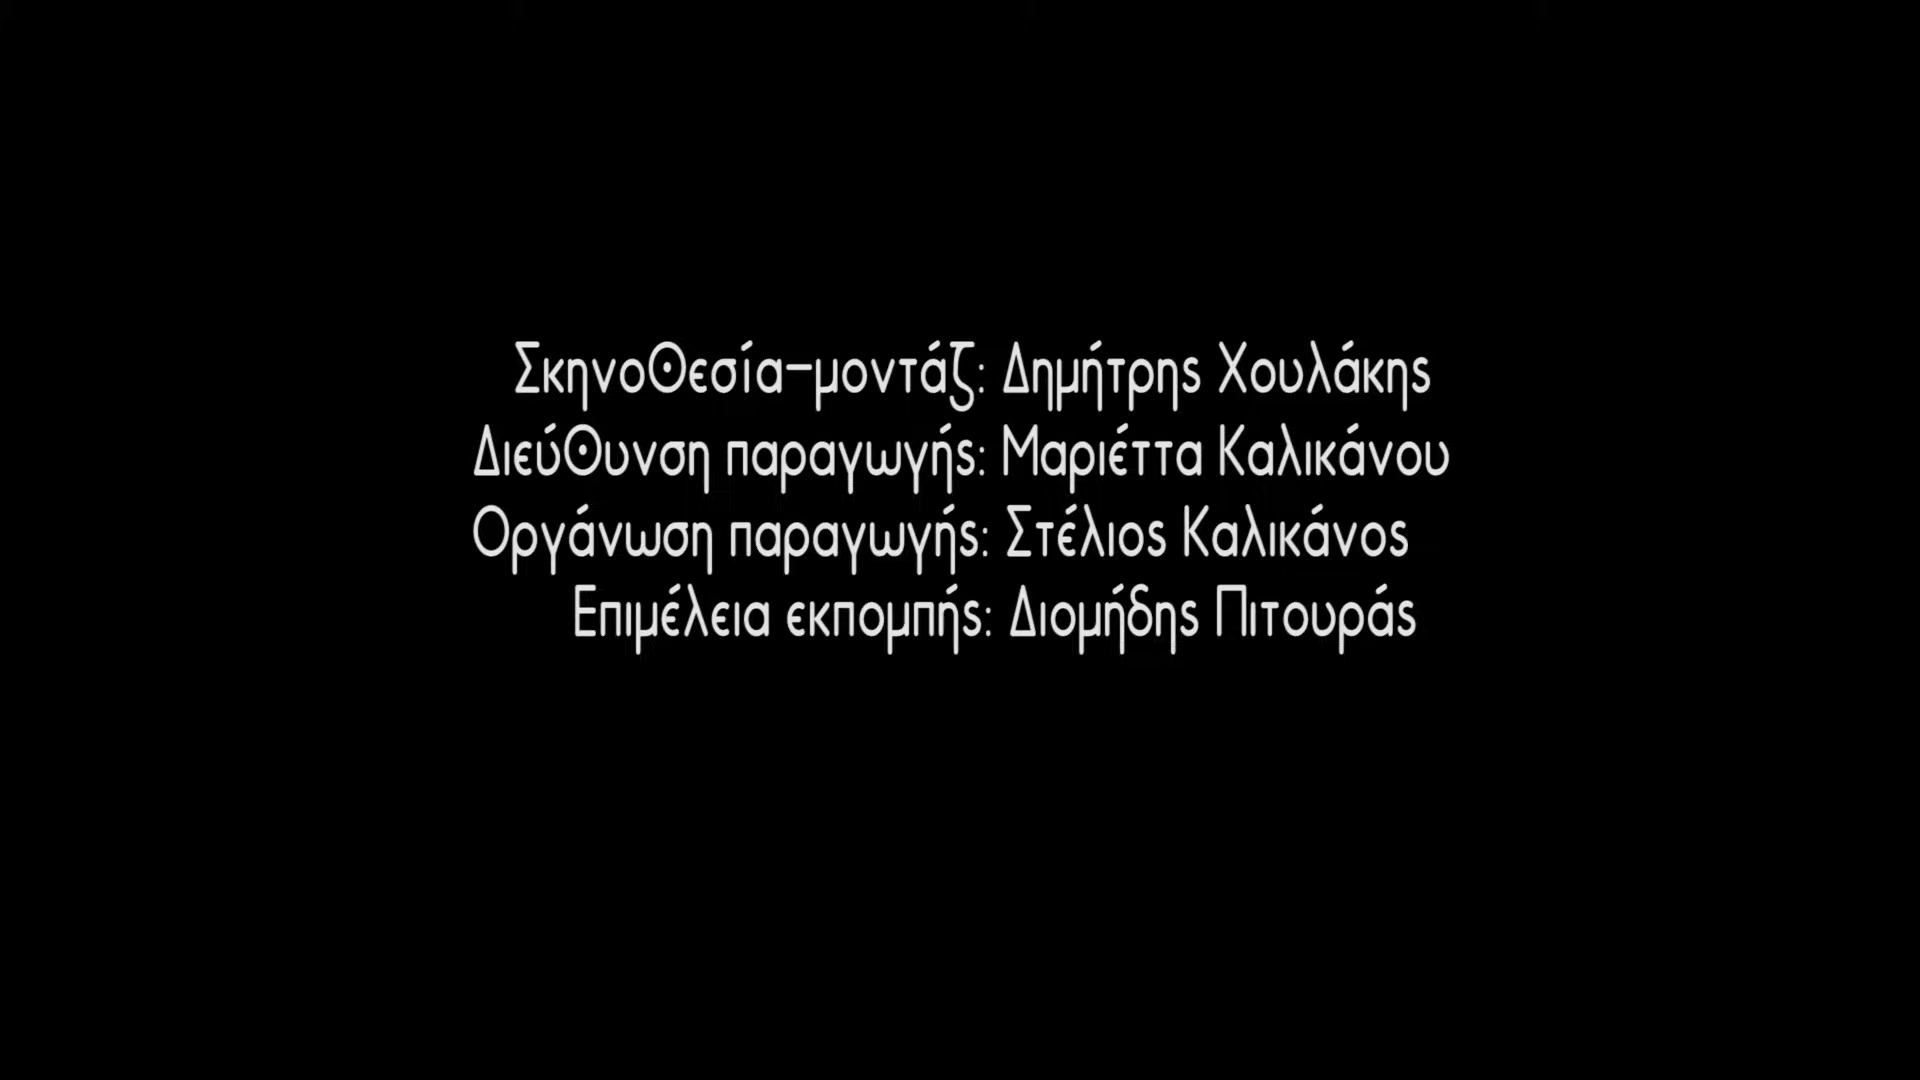 Σκηνοθεσία-μοντάζ: Δημήτρης Χουλάκης
Διεύθυνση παραγωγής: Μαριέττα Καλικάνου
Οργάνωση παραγωγής: Στέλιος Καλικάνος
Επιμέλεια εκπομπής: Διομήδης Πιτουράς